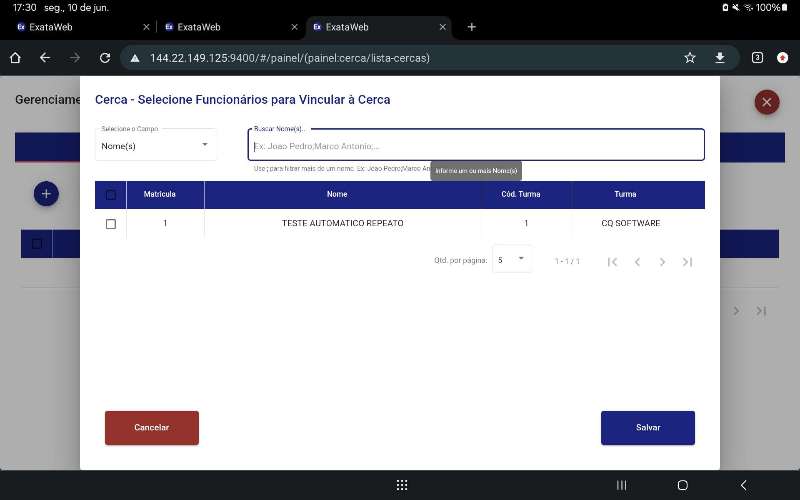 17:30 seg., 10 de jun. 100%
ExataWeb ExataWeb ExataWeb
144.22.149.125:9400/#/painel/(painel:cerca/lista-cercas) 3
Gerenciame
Cerca - Selecione Funcionários para Vincular à Cerca
Selecione o Campo
Nome(s)
Buscar Nome(s)..
Ex: Joao Pedro;Marco Antonio;...
Use ; para filtrar mais de um nome. Ex: Joao Pedro;Marco An
Informe um ou mais Nome(s)
Matrícula Nome Cód. Turma Turma
1 TESTE AUTOMATICO REPEATO 1 CQ SOFTWARE
Qtd. por página: 5 1 - 1 / 1
Cancelar Salvar